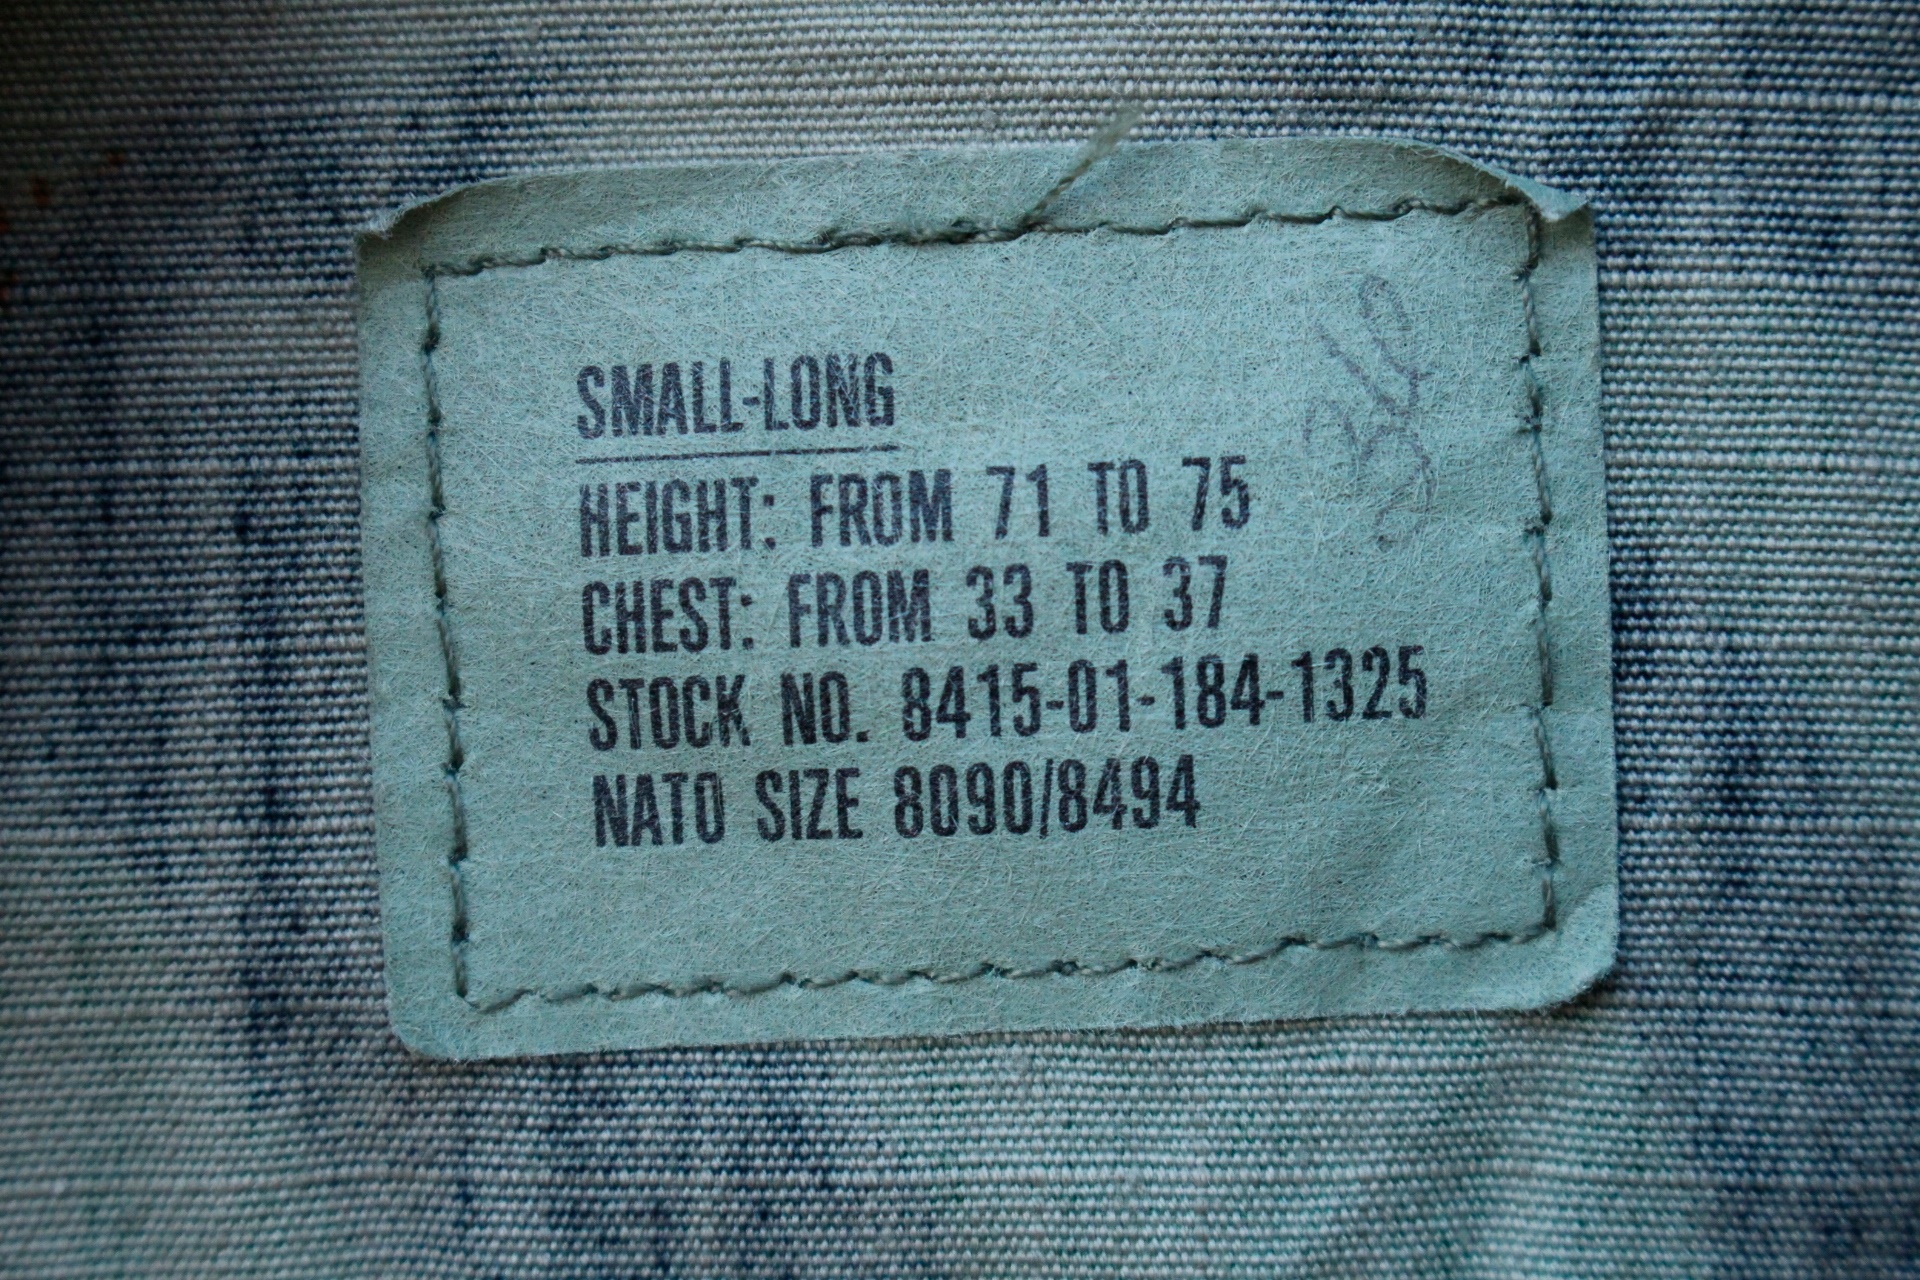 SMALL-LONG
HEIGHT: FROM 71 TO 75
CHEST: FROM 33 TO 37
STOCK NO. 8415-01-184-1325
NATO SIZE 8090/8494